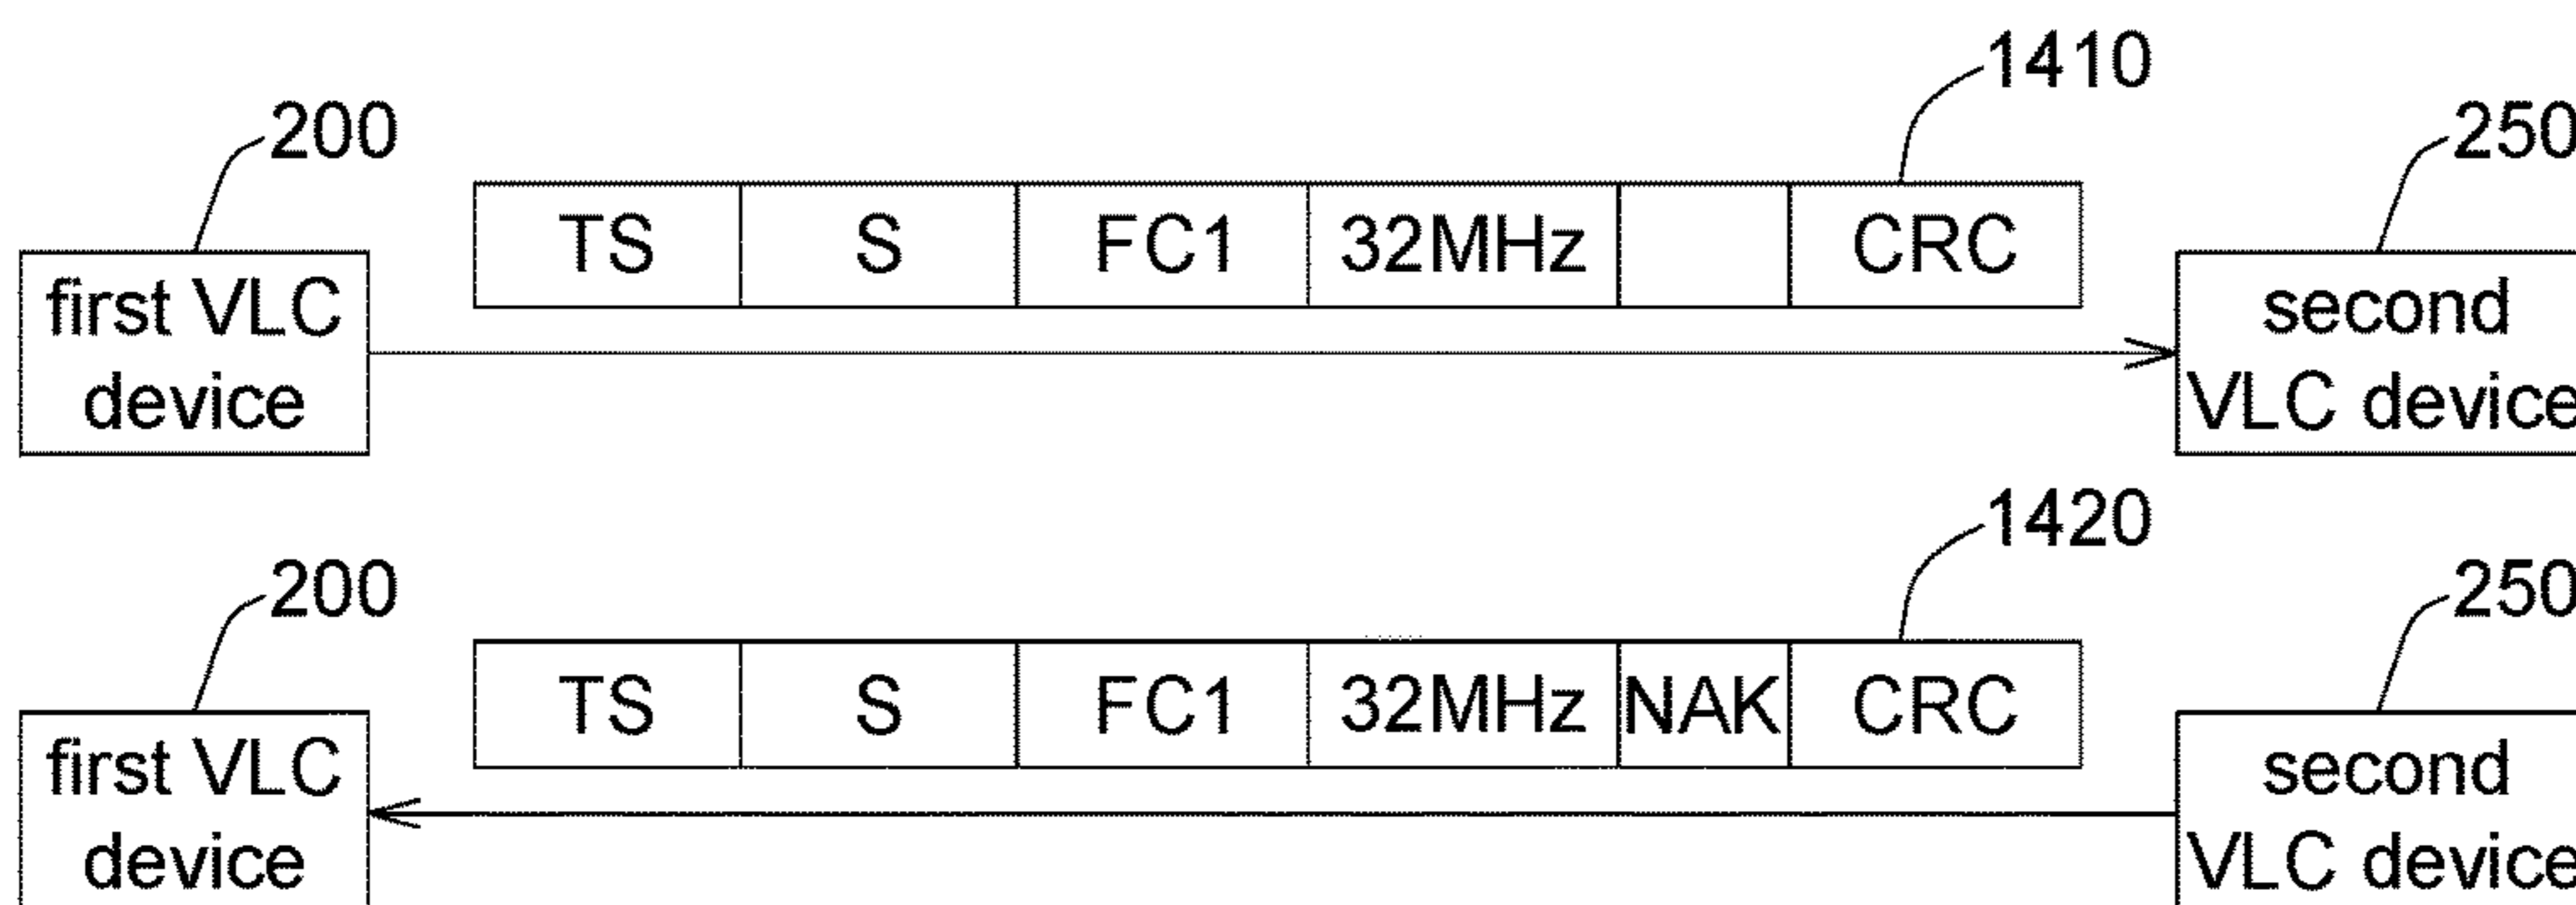 1410
200
250
TS S FC1 32MHz CRC
first VLC
device
second
VLC device
1420
200
250
TS S FC1 32MHz NAK CRC
first VLC
device
second
VLC device